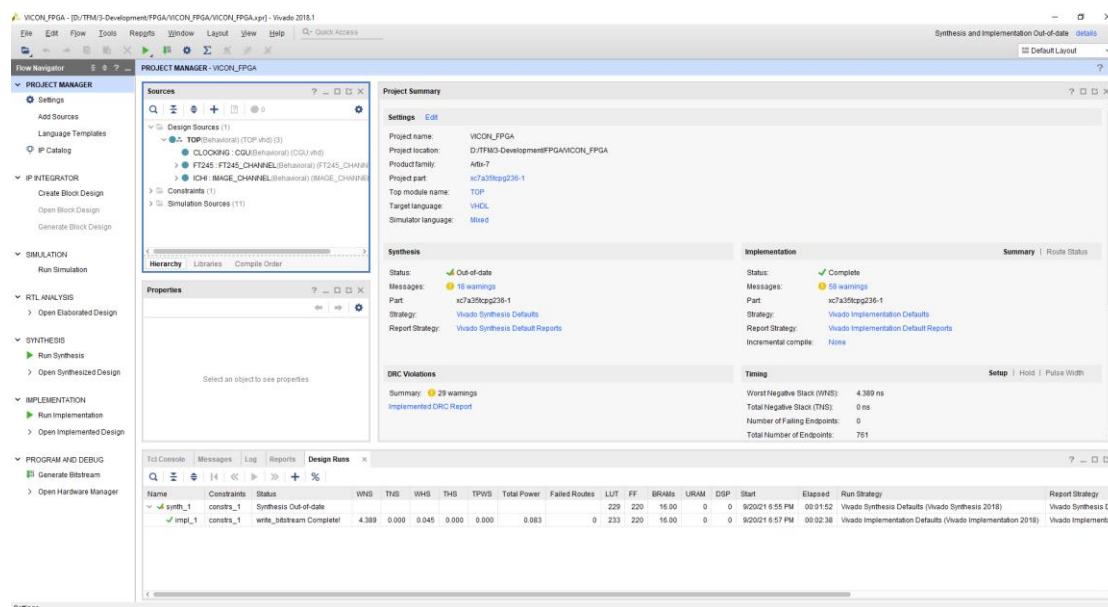 VICON_FPGA - [D:/TFM/3-Development/FPGA/VICON_FPGA/VICON_FPGA.xpr] - Vivado 2018.1
File Edit Flow Tools Reports Window Layout View Help Quick Access
Synthesis and Implementation Out-of-date details
Default Layout
Flow Navigator
PROJECT MANAGER
Settings
Add Sources
Language Templates
IP Catalog
IP INTEGRATOR
Create Block Design
Open Block Design
Generate Block Design
SIMULATION
Run Simulation
RTL ANALYSIS
Open Elaborated Design
SYNTHESIS
Run Synthesis
Open Synthesized Design
IMPLEMENTATION
Run Implementation
Open Implemented Design
PROGRAM AND DEBUG
Generate Bitstream
Open Hardware Manager
PROJECT MANAGER - VICON_FPGA
Sources
0
Design Sources (1)
TOP(Behavioral) (TOP.vhd) (3)
CLOCKING : CGU(Behavioral) (CGU.vhd)
FT245 : FT245_CHANNEL(Behavioral) (FT245_CHANN
ICHI : IMAGE_CHANNEL(Behavioral) (IMAGE_CHANNE
Constraints (1)
Simulation Sources (11)
Hierarchy Libraries Compile Order
Properties
Select an object to see properties
Project Summary
Settings Edit
Project name: VICON_FPGA
Project location: D:/TFM/3-Development/FPGA/VICON_FPGA
Product family: Artix-7
Project part: xc7a35tcpg236-1
Top module name: TOP
Target language: VHDL
Simulator language: Mixed
Synthesis
Status: Out-of-date
Messages: 18 warnings
Part: xc7a35tcpg236-1
Strategy: Vivado Synthesis Defaults
Report Strategy: Vivado Synthesis Default Reports
Implementation Summary | Route Status
Status: Complete
Messages: 58 warnings
Part: xc7a35tcpg236-1
Strategy: Vivado Implementation Defaults
Report Strategy: Vivado Implementation Default Reports
Incremental compile: None
DRC Violations
Summary: 29 warnings
Implemented DRC Report
Timing Setup | Hold | Pulse Width
Worst Negative Slack (WNS): 4.389 ns
Total Negative Slack (TNS): 0 ns
Number of Failing Endpoints: 0
Total Number of Endpoints: 761
Tcl Console Messages Log Reports Design Runs
Name Constraints Status WNS TNS WHS THS TPWS Total Power Failed Routes LUT FF BRAMs URAM DSP Start Elapsed Run Strategy Report Strategy
synth_1 constrs_1 Synthesis Out-of-date 229 220 16.00 0 0 9/20/21 6:55 PM 00:01:52 Vivado Synthesis Defaults (Vivado Synthesis 2018) Vivado Synthesis D
impl_1 constrs_1 write_bitstream Complete! 4.389 0.000 0.045 0.000 0.000 0.083 0 233 220 16.00 0 0 9/20/21 6:57 PM 00:02:38 Vivado Implementation Defaults (Vivado Implementation 2018) Vivado Implementa